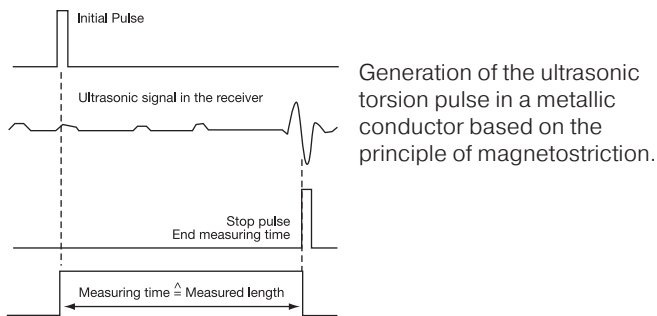 Initial Pulse
Ultrasonic signal in the receiver
Generation of the ultrasonic
torsion pulse in a metallic
conductor based on the
principle of magnetostriction.
Stop pulse
End measuring time
Measuring time ≙ Measured length